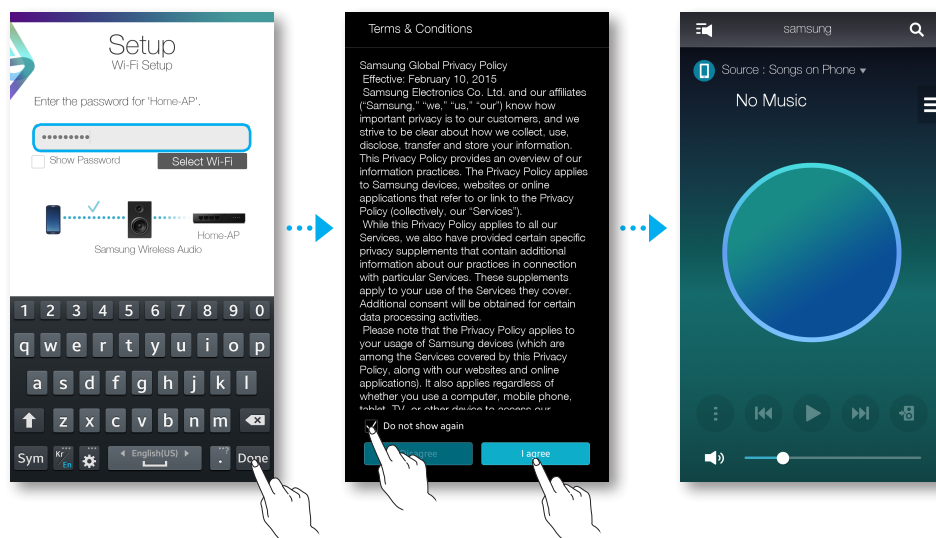 Setup
Wi-Fi Setup
Enter the password for 'Home-AP'.
Show Password
Select Wi-Fi
Home-AP
Samsung Wireless Audio
1 2 3 4 5 6 7 8 9 0
q w e r t y u i o p
a s d f g h j k l
z x c v b n m
Sym Kr/En English(US) .? Done
Terms & Conditions
Samsung Global Privacy Policy
Effective: February 10, 2015
Samsung Electronics Co. Ltd. and our affiliates
("Samsung," "we," "us," "our") know how
important privacy is to our customers, and we
strive to be clear about how we collect, use,
disclose, transfer and store your information.
This Privacy Policy provides an overview of our
information practices. The Privacy Policy applies
to Samsung devices, websites or online
applications that refer to or link to the Privacy
Policy (collectively, our "Services").
While this Privacy Policy applies to all our
Services, we also have provided certain specific
privacy supplements that contain additional
information about our practices in connection
with particular Services. These supplements
apply to your use of the Services they cover.
Additional consent will be obtained for certain
data processing activities.
Please note that the Privacy Policy applies to
your usage of Samsung devices (which are
among the Services covered by this Privacy
Policy, along with our websites and online
applications). It also applies regardless of
whether you use a computer, mobile phone,
tablet, TV, or other device to access our
Do not show again
Disagree
I agree
samsung
Source : Songs on Phone
No Music